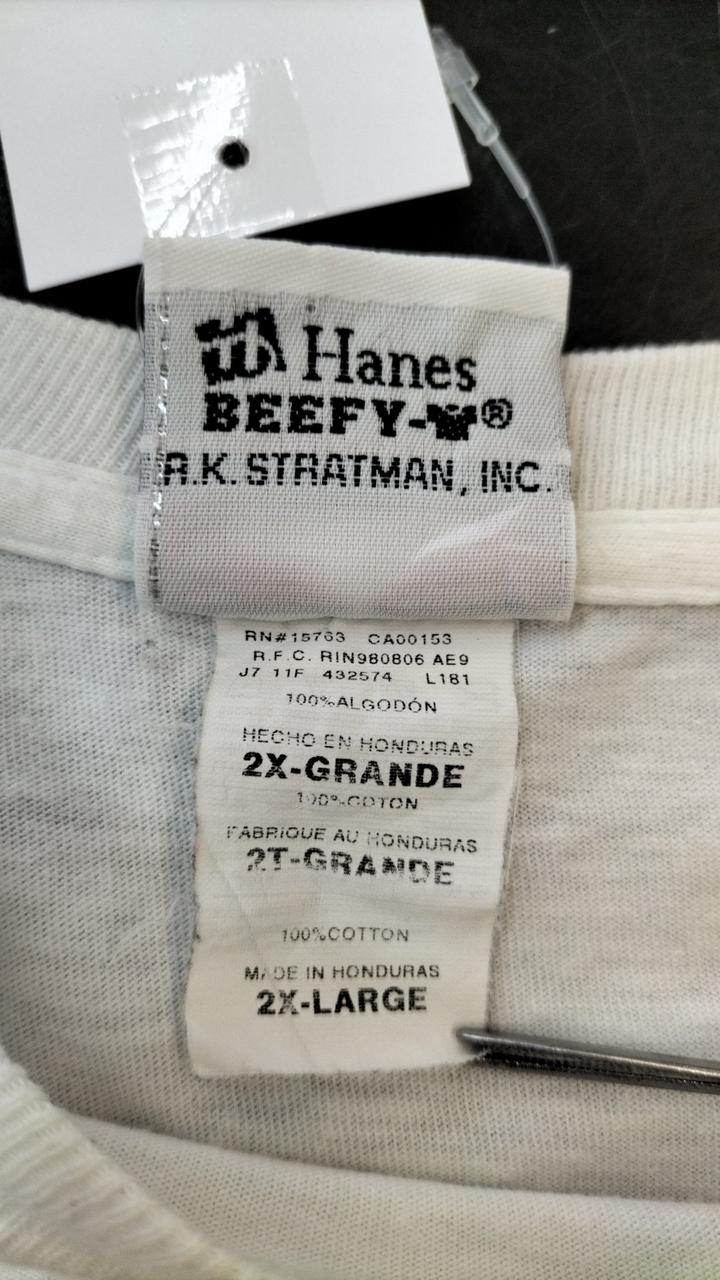 Hanes
BEEFY-®
R.K. STRATMAN, INC.
RN#15763 CA00153
R.F.C. RIN980806 AE9
J7 11F 432574 L181
100%ALGODÓN
HECHO EN HONDURAS
2X-GRANDE
100%COTON
FABRIQUE AU HONDURAS
2T-GRANDE
100%COTTON
MADE IN HONDURAS
2X-LARGE